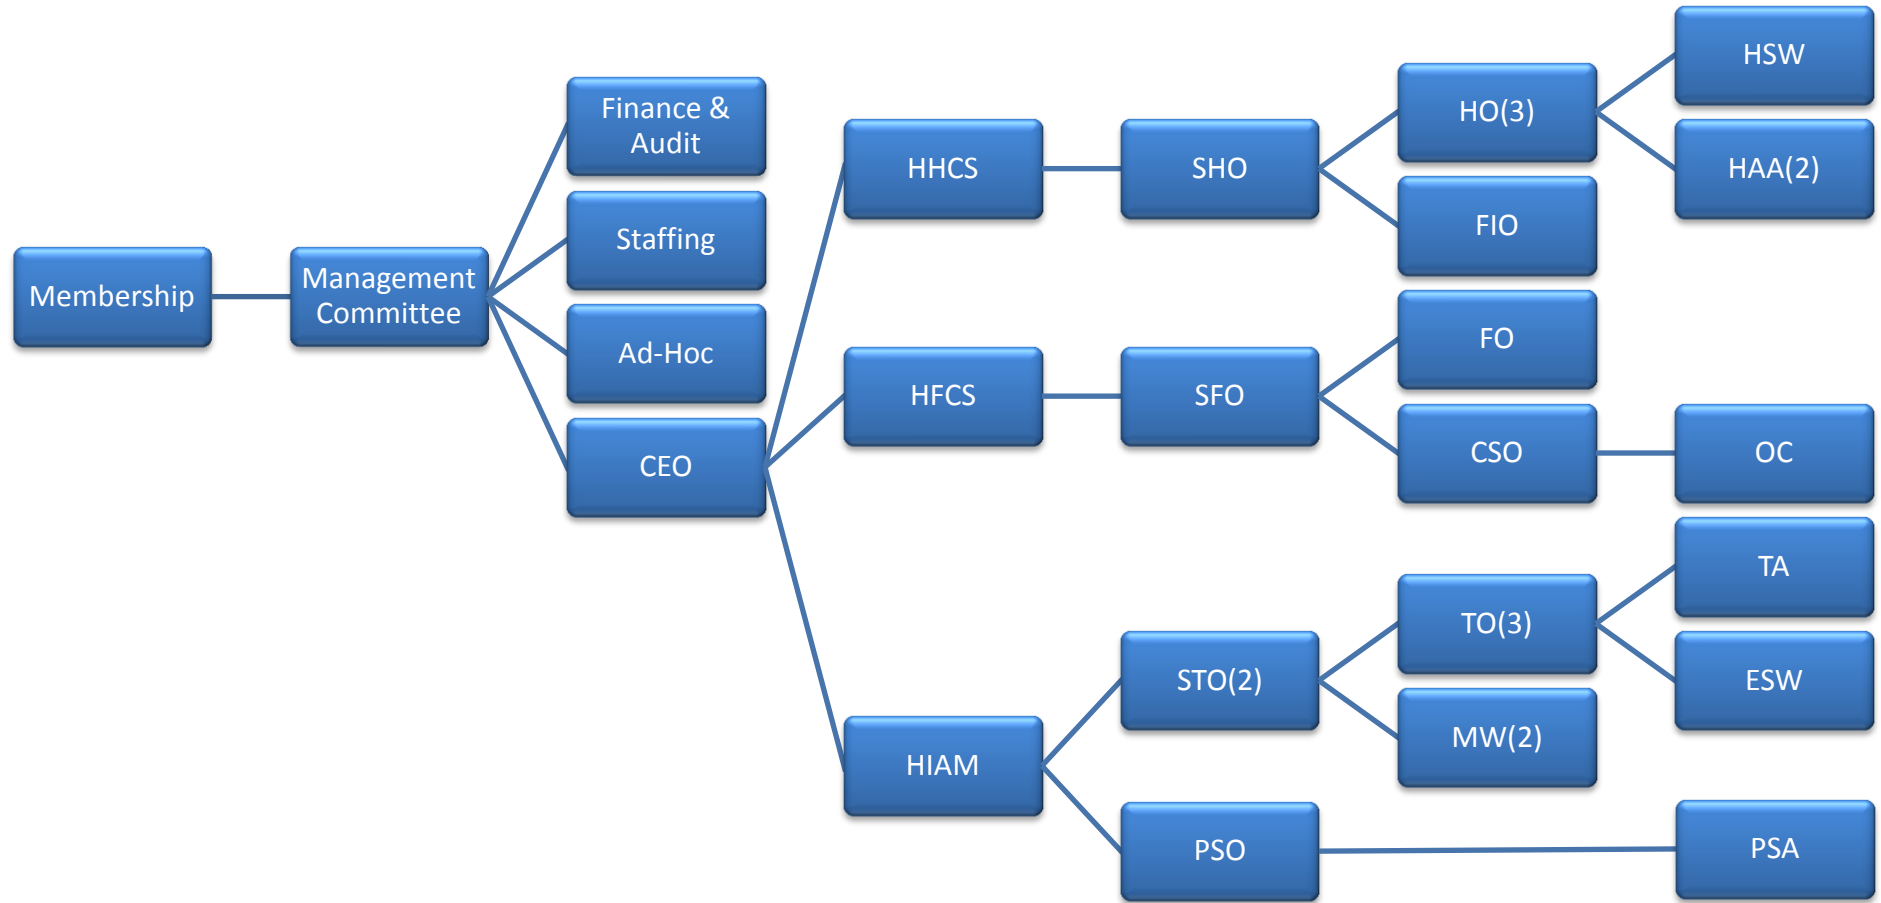 Membership
Management
Committee
Finance &
Audit
Staffing
Ad-Hoc
CEO
HHCS
HFCS
HIAM
SHO
SFO
STO(2)
PSO
HO(3)
FIO
FO
CSO
TO(3)
MW(2)
HSW
HAA(2)
OC
TA
ESW
PSA